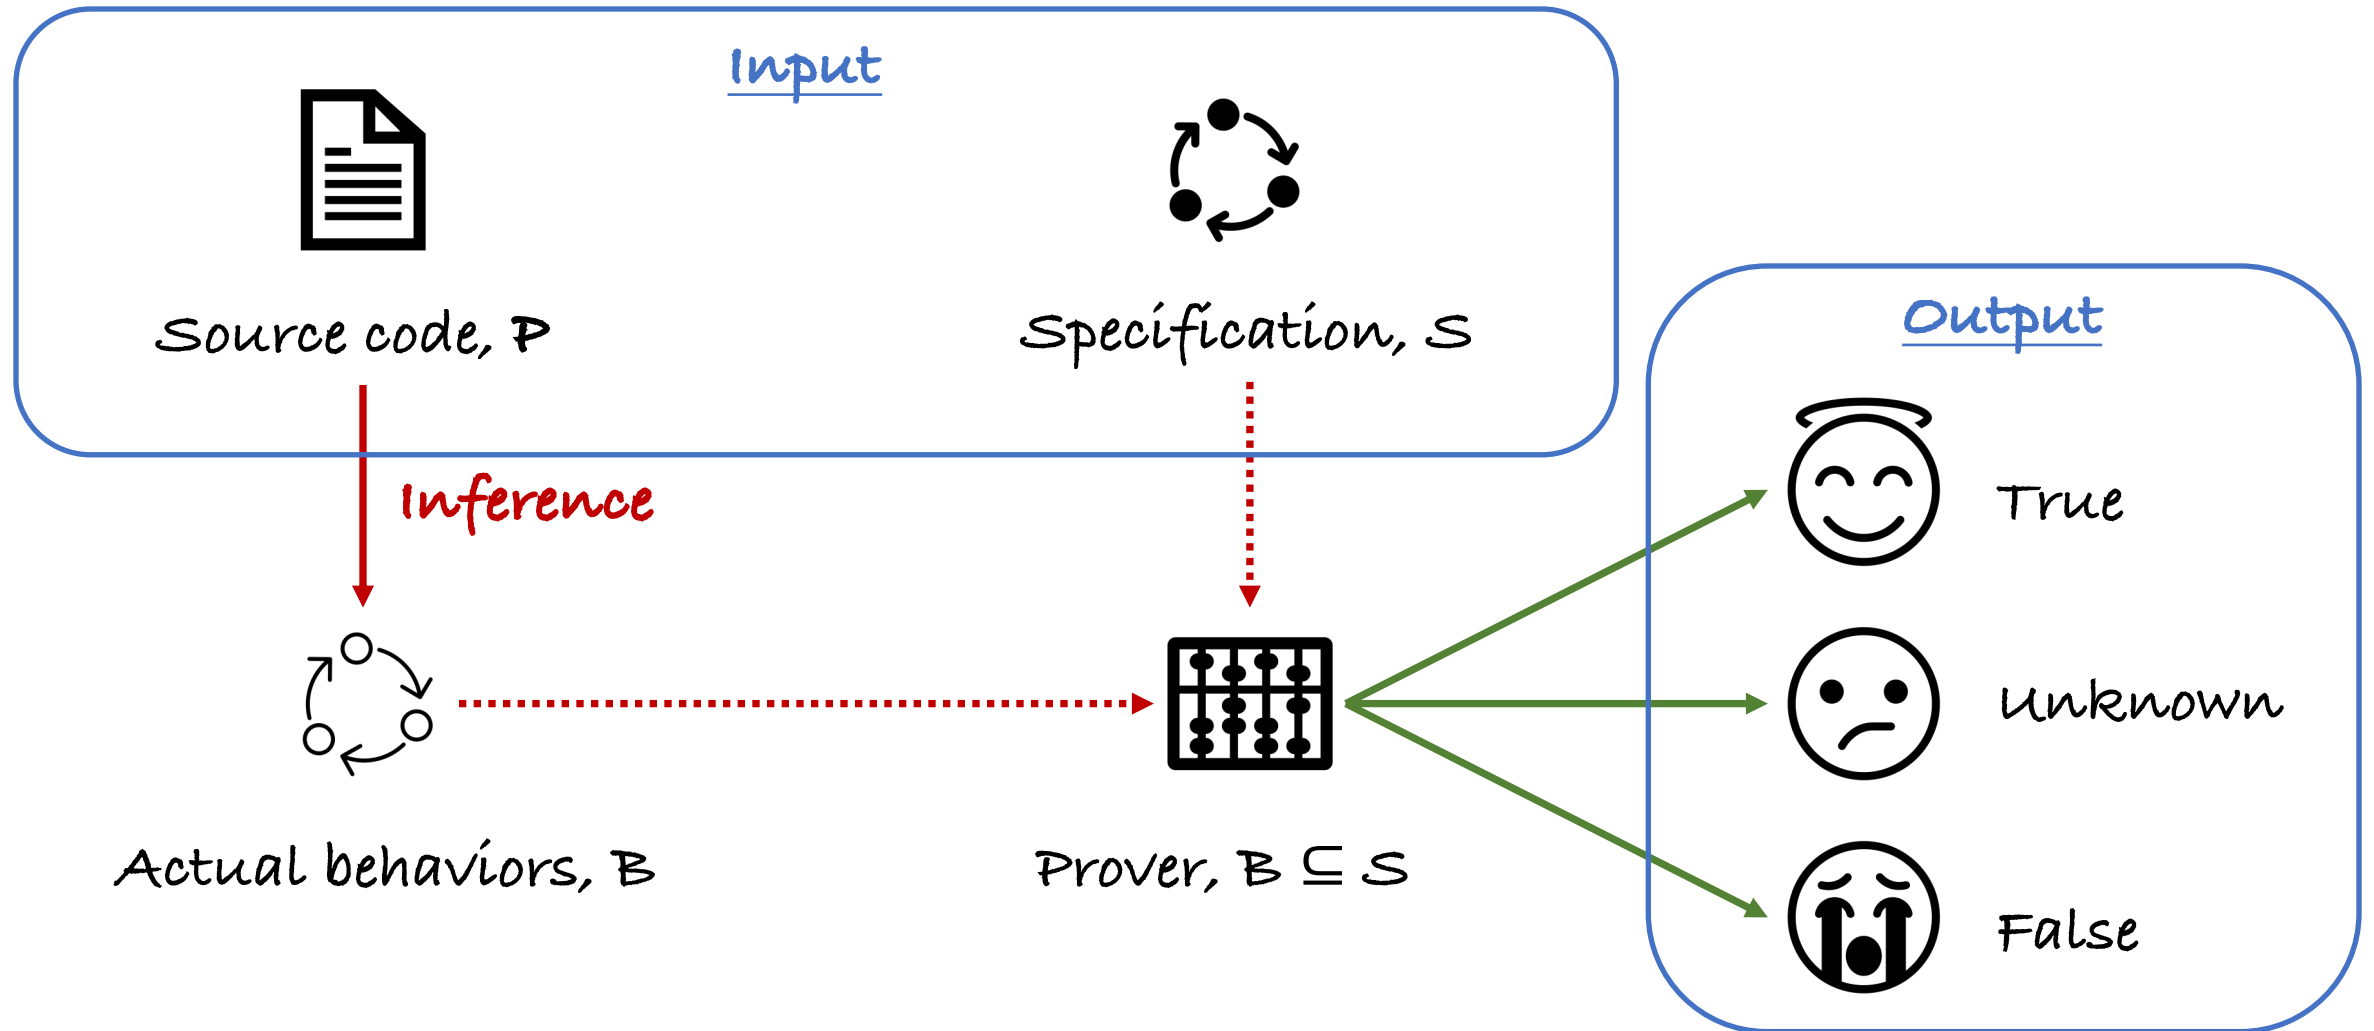 Input
Source code, P
Specification, S
Output
Inference
True
Unknown
Actual behaviors, B
Prover, B ⊆ S
False